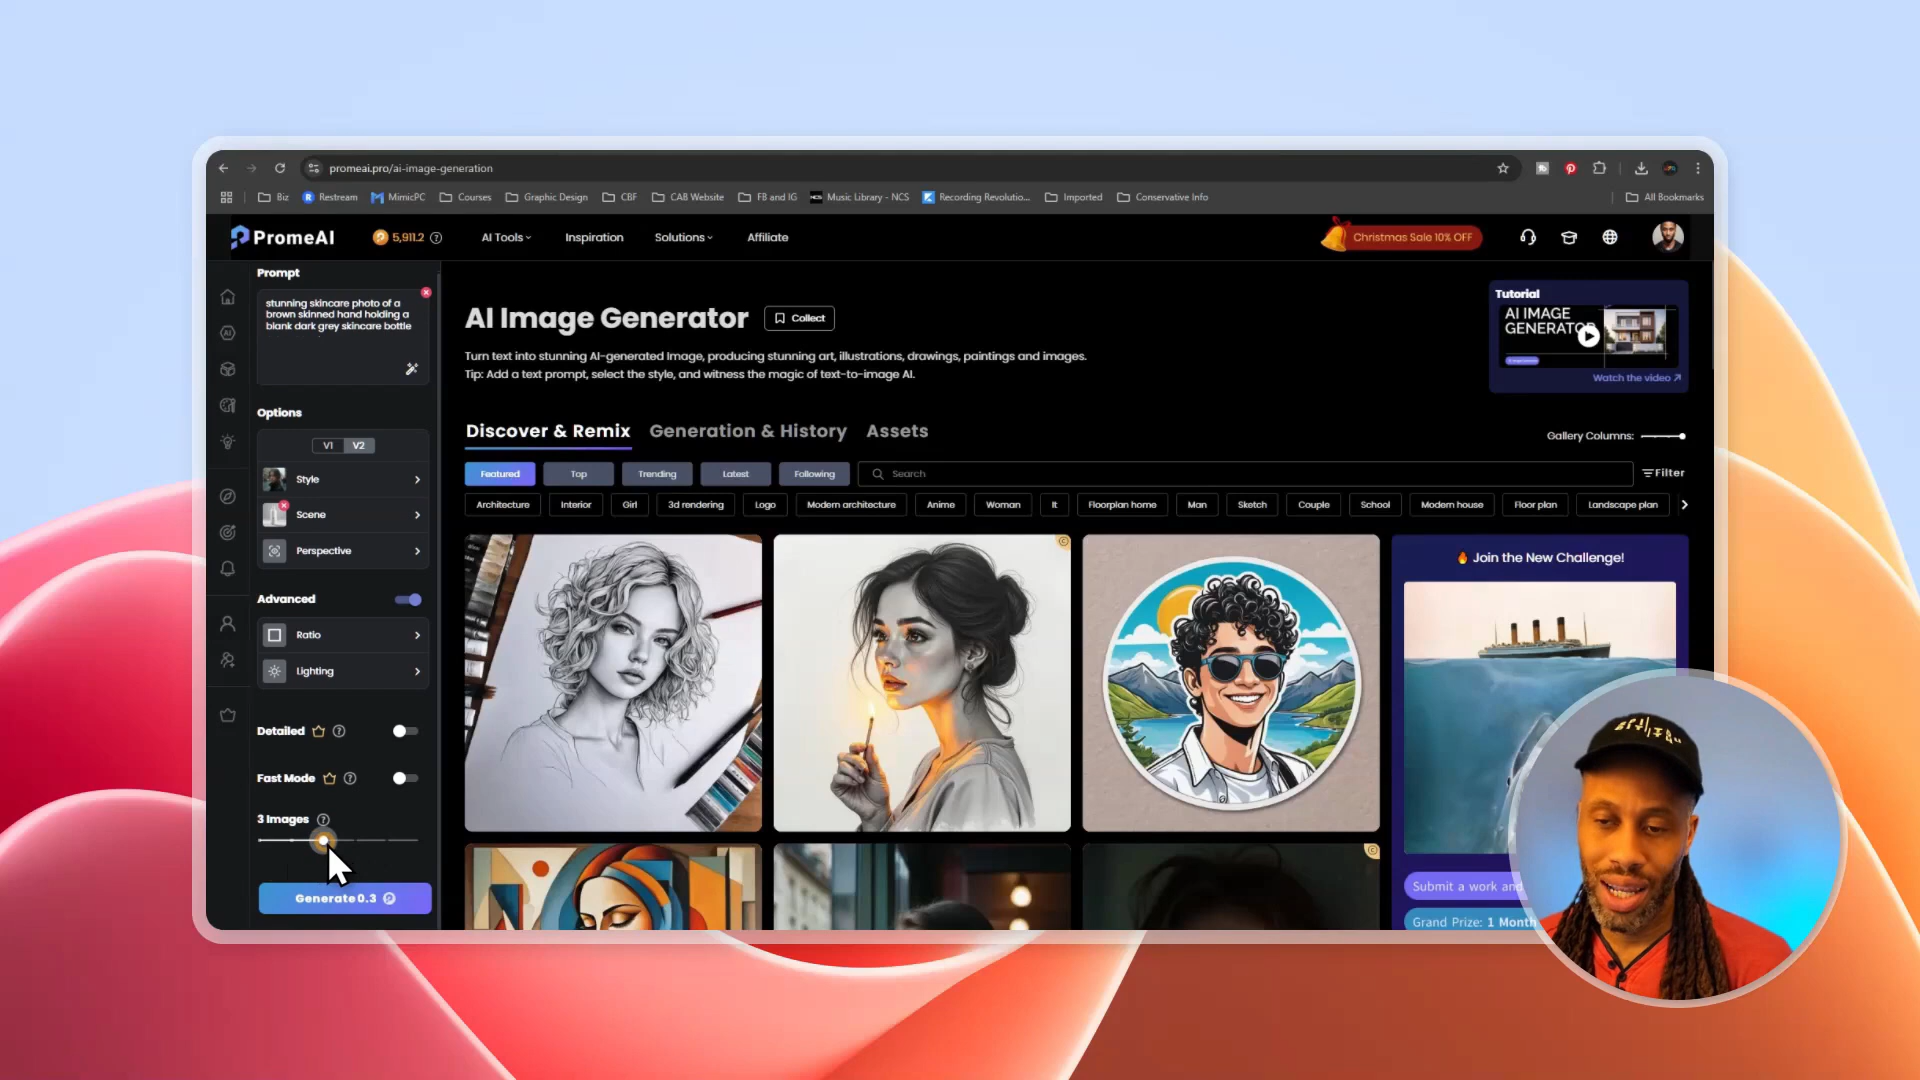 promeai.pro/ai-image-generation
Biz
Restream
MimicPC
Courses
Graphic Design
CBF
CAB Website
FB and IG
Music Library - NCS
Recording Revolutio...
Imported
Conservative Info
All Bookmarks
PromeAI
5,911.2
AI Tools
Inspiration
Solutions
Affiliate
Christmas Sale 10% OFF
Prompt
stunning skincare photo of a
brown skinned hand holding a
blank dark grey skincare bottle
Options
V1
V2
Style
Scene
Perspective
Advanced
Ratio
Lighting
Detailed
Fast Mode
3 Images
Generate 0.3
AI Image Generator
Collect
Turn text into stunning AI-generated Image, producing stunning art, illustrations, drawings, paintings and images.
Tip: Add a text prompt, select the style, and witness the magic of text-to-image AI.
Tutorial
AI IMAGE
GENERATOR
Watch the video
Discover & Remix
Generation & History
Assets
Gallery Columns:
Featured
Top
Trending
Latest
Following
Search
Filter
Architecture
Interior
Girl
3d rendering
Logo
Modern architecture
Anime
Woman
It
Floorplan home
Man
Sketch
Couple
School
Modern house
Floor plan
Landscape plan
Join the New Challenge!
Submit a work and
Grand Prize: 1 Month